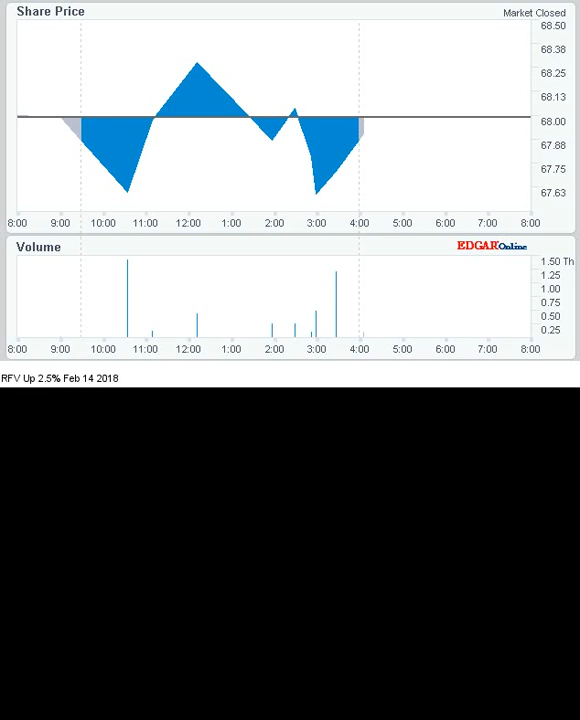 Share Price
Market Closed
68.50
68.38
68.25
68.13
68.00
67.88
67.75
67.63
8:00 9:00 10:00 11:00 12:00 1:00 2:00 3:00 4:00 5:00 6:00 7:00 8:00
Volume
EDGAR Online
1.50 Th
1.25
1.00
0.75
0.50
0.25
8:00 9:00 10:00 11:00 12:00 1:00 2:00 3:00 4:00 5:00 6:00 7:00 8:00
RFV Up 2.5% Feb 14 2018